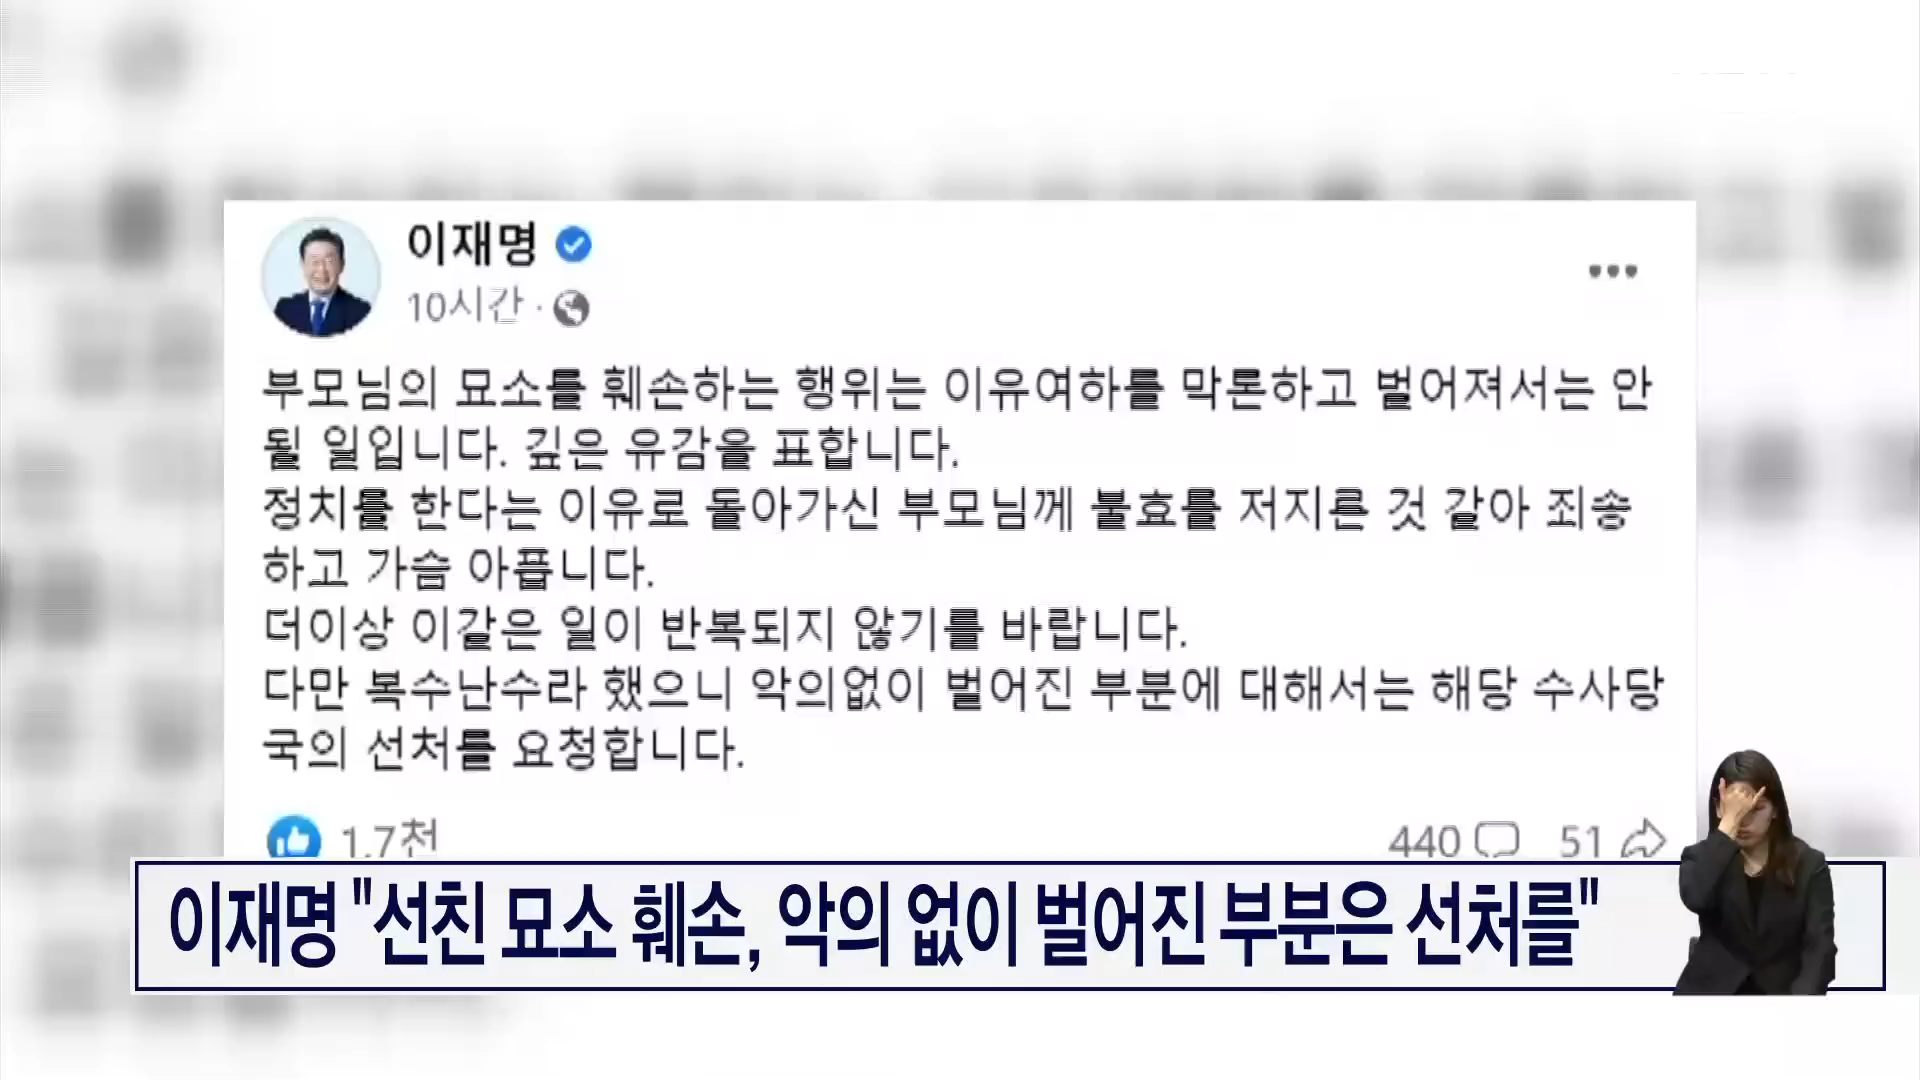 이재명
10시간 ·
부모님의 묘소를 훼손하는 행위는 이유여하를 막론하고 벌어져서는 안
될 일입니다. 깊은 유감을 표합니다.
정치를 한다는 이유로 돌아가신 부모님께 불효를 저지른 것 같아 죄송
하고 가슴 아픕니다.
더이상 이같은 일이 반복되지 않기를 바랍니다.
다만 복수난수라 했으니 악의없이 벌어진 부분에 대해서는 해당 수사당
국의 선처를 요청합니다.
1.7천
440 51
이재명 "선친 묘소 훼손, 악의 없이 벌어진 부분은 선처를"